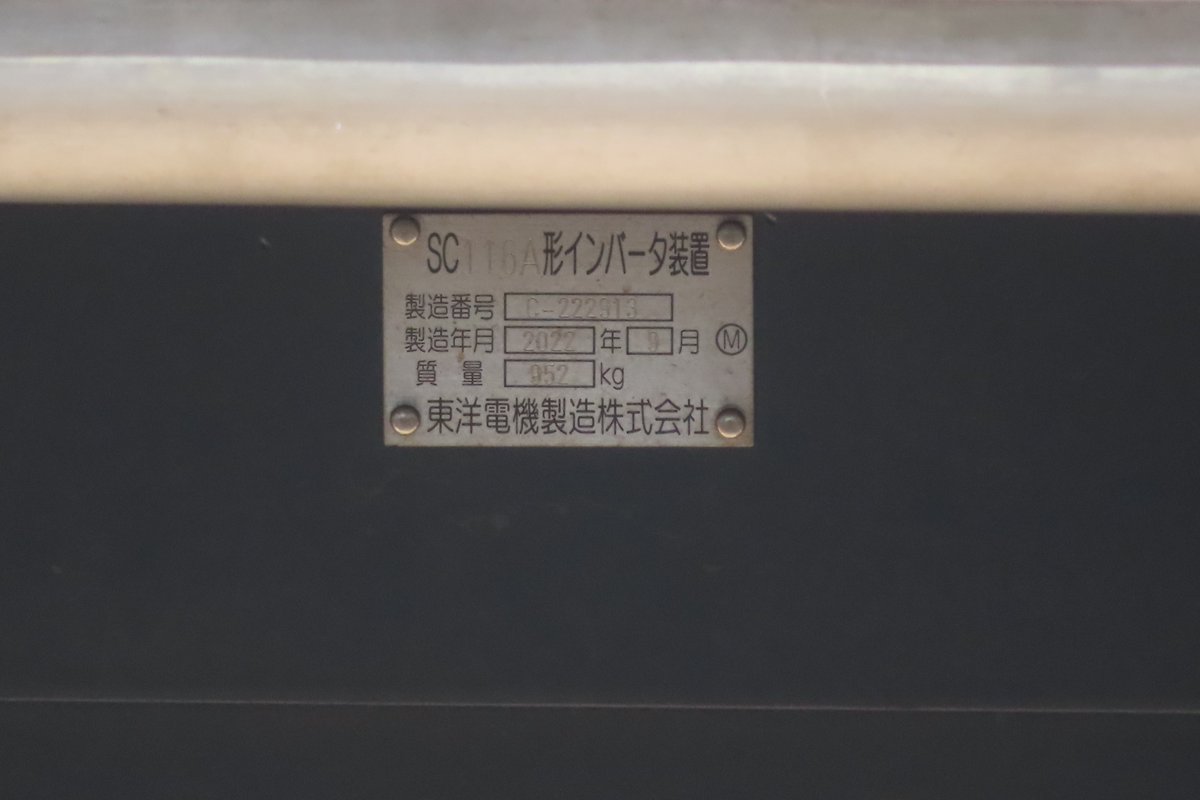 SC116A形インバータ装置
製造番号 C-222913
製造年月 2022 年 9 月 Ⓜ
質量 952 kg
東洋電機製造株式会社